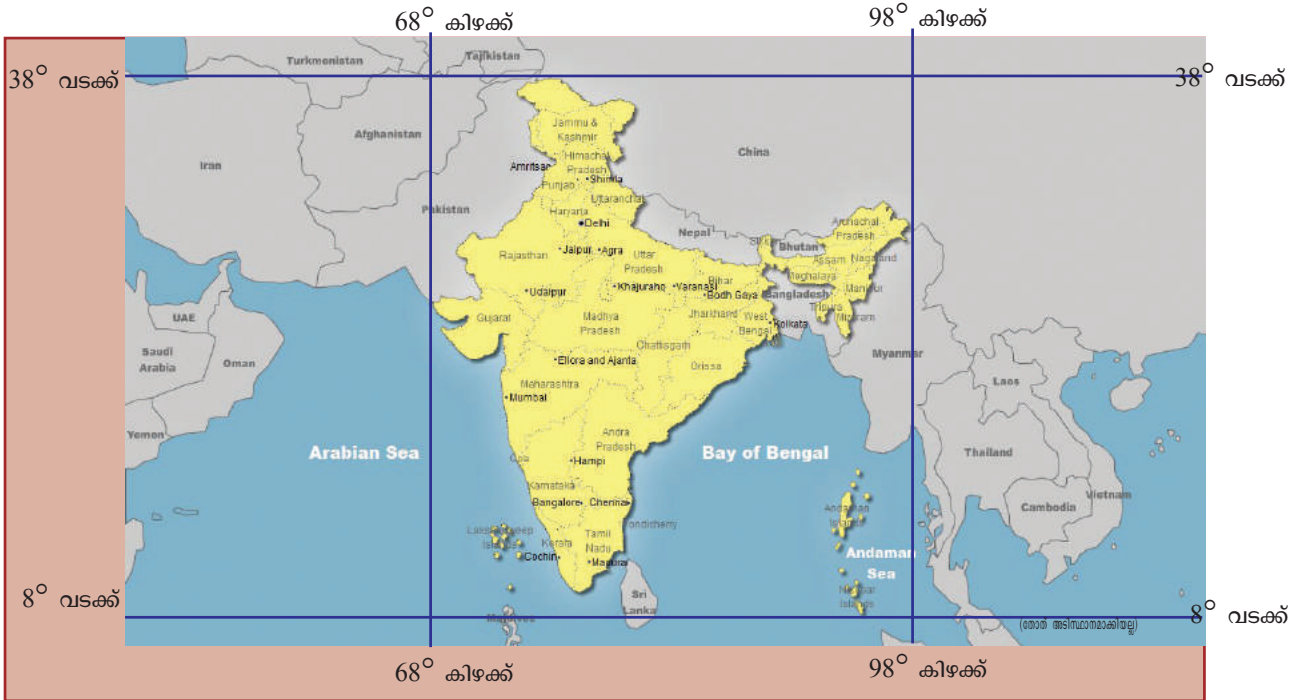 68° കിഴക്ക്
98° കിഴക്ക്
38° വടക്ക്
38° വടക്ക്
Turkmenistan
Tajikistan
Afghanistan
Jammu &
Kashmir
China
Iran
Amritsar
Himachal
Pradesh
Punjab
Shimla
Uttaranchal
Pakistan
Haryana
Delhi
Nepal
Arunachal
Pradesh
Bhutan
Rajasthan
Jaipur
Agra
Uttar
Pradesh
Assam
Nagaland
Meghalaya
Bihar
Khajuraho
Varanasi
Udaipur
Bodh Gaya
Bangladesh
Manipur
Tripura
Mizoram
UAE
Gujarat
Madhya
Pradesh
Jharkhand
West
Bengal
Kolkata
Saudi
Arabia
Oman
Chattisgarh
Myanmar
Ellora and Ajanta
Orissa
Laos
Maharashtra
Mumbai
Yemen
Andra
Pradesh
Arabian Sea
Bay of Bengal
Thailand
Goa
Hampi
Karnataka
Bangalore
Chennai
Andaman
Islands
Cambodia
Vietnam
Pondicherry
Kerala
Tamil
Nadu
Cochin
Madurai
Andaman
Sea
Sri
Lanka
Nicobar
Islands
Maldives
8° വടക്ക്
8° വടക്ക്
(തോത് അടിസ്ഥാനമാക്കിയല്ല)
68° കിഴക്ക്
98° കിഴക്ക്